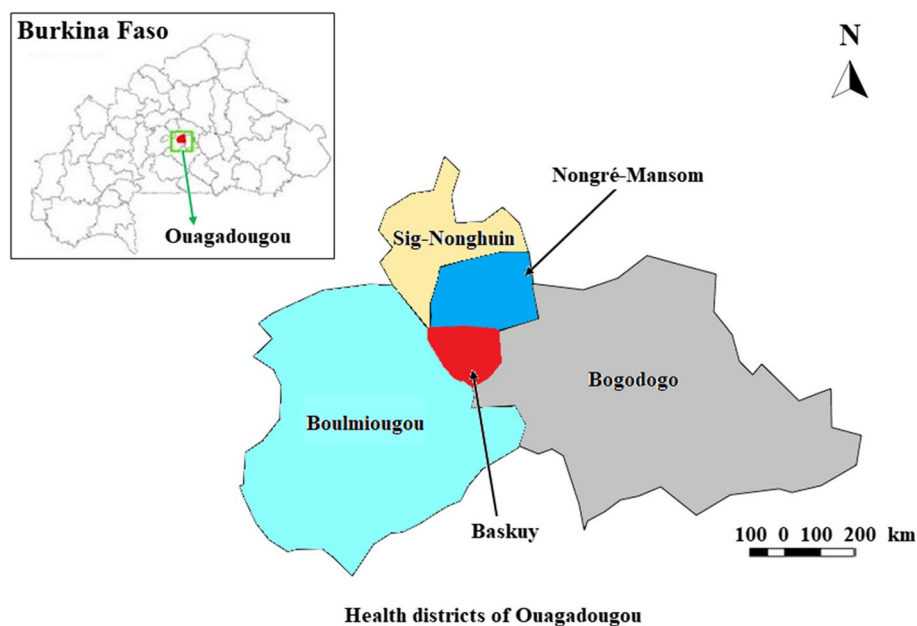 Burkina Faso
N
Ouagadougou
Nongré-Mansom
Sig-Nonghuin
Bogodogo
Boulmiougou
Baskuy
100 0 100 200 km
Health districts of Ouagadougou